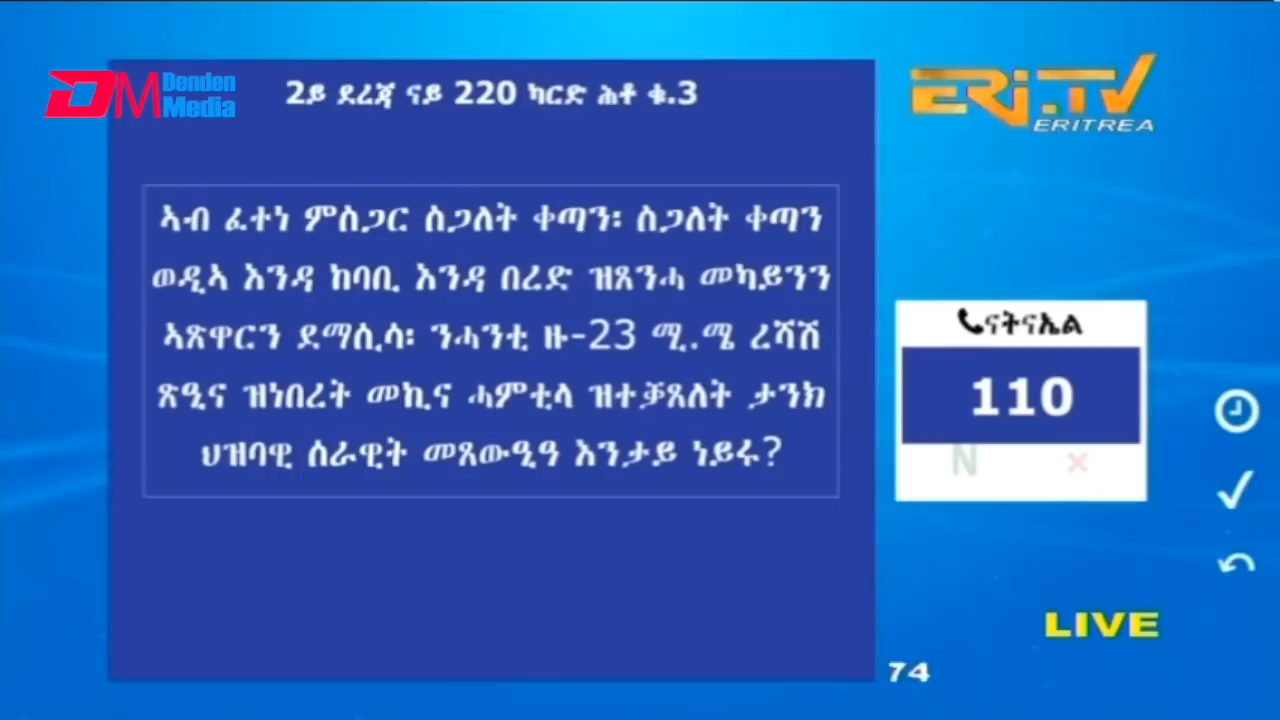 DM Denden
Media
2ይ ደረጃ ናይ 220 ካርድ ሕቶ ቁ.3
ERi.TV
ERITREA
ኣብ ፈተነ ምስጋር ስጋለት ቀጣን፡ ስጋለት ቀጣን
ወዲኣ እንዳ ከባቢ እንዳ በረድ ዝጸንሓ መካይንን
ኣጽዋርን ደማሲሳ፡ ንሓንቲ ዙ-23 ሚ.ሜ ረሻሽ
ጽዒና ዝነበረት መኪና ሓምቲላ ዝተቓጸለት ታንክ
ህዝባዊ ሰራዊት መጸውዒዓ እንታይ ነይሩ?
ናትናኤል
110
N ×
LIVE
74